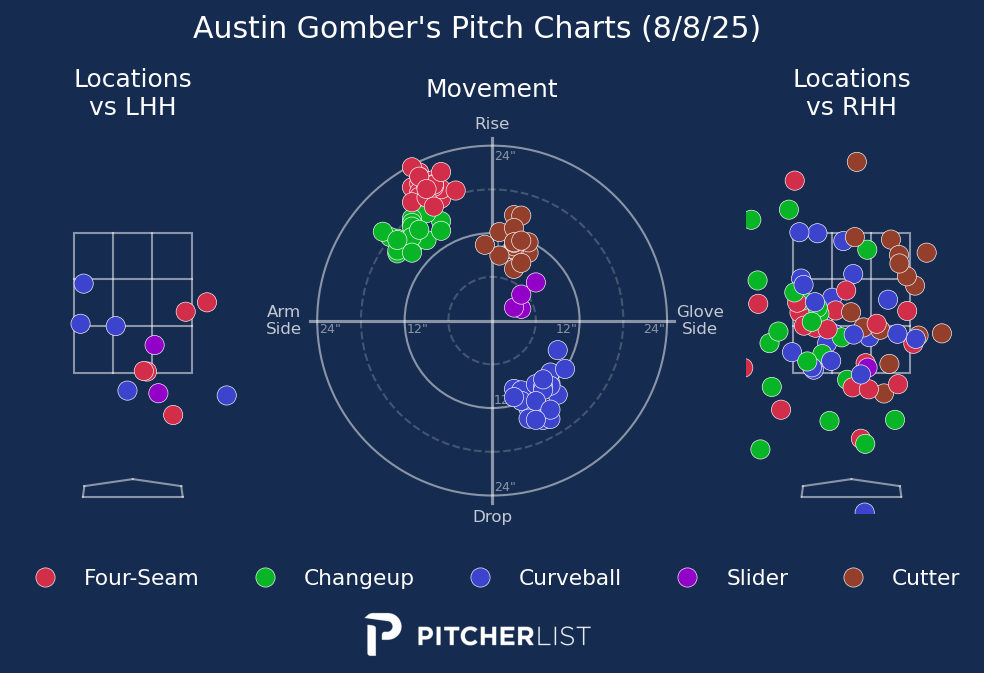 Austin Gomber's Pitch Charts (8/8/25)
Locations
vs LHH
Movement
Locations
vs RHH
Rise
24"
Arm
Side
24"
12"
12"
24"
Glove
Side
24"
Drop
Four-Seam
Changeup
Curveball
Slider
Cutter
PITCHERLIST